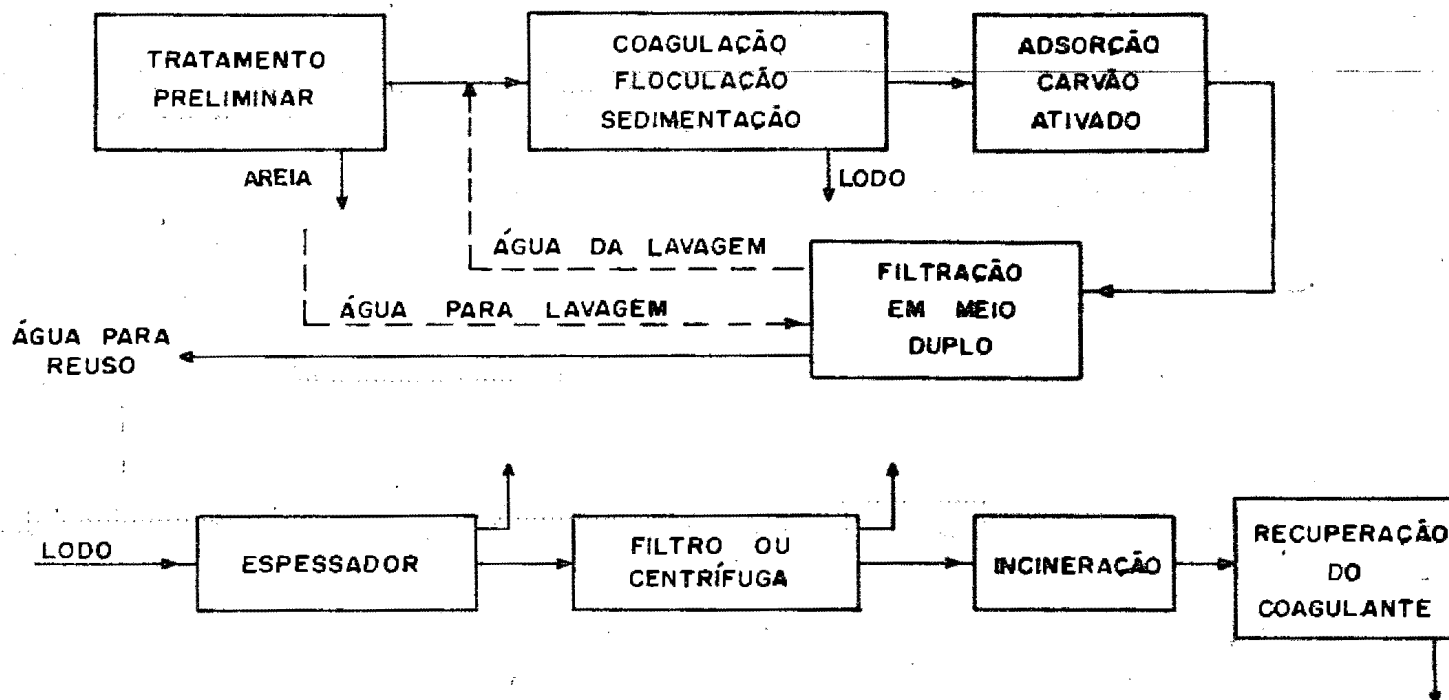 TRATAMENTO
PRELIMINAR
COAGULAÇÃO
FLOCULAÇÃO
SEDIMENTAÇÃO
ADSORÇÃO
CARVÃO
ATIVADO
AREIA
LODO
ÁGUA DA LAVAGEM
ÁGUA PARA LAVAGEM
FILTRAÇÃO
EM MEIO
DUPLO
ÁGUA PARA
REUSO
LODO
ESPESSADOR
FILTRO OU
CENTRÍFUGA
INCINERAÇÃO
RECUPERAÇÃO
DO
COAGULANTE